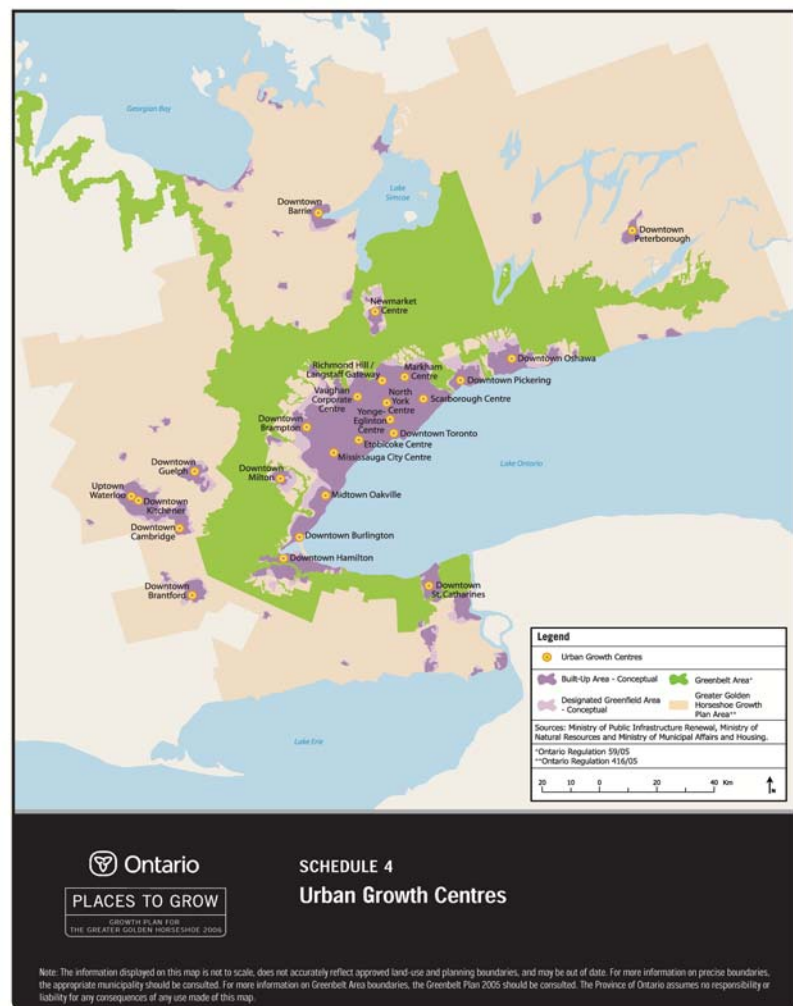 Georgian Bay
Lake
Simcoe
Downtown
Barrie
Downtown
Peterborough
Newmarket
Centre
Richmond Hill /
Langstaff Gateway
Markham
Centre
Downtown Oshawa
Downtown Pickering
Vaughan
Corporate
Centre
North
York
Centre
Scarborough Centre
Yonge-
Eglinton
Centre
Downtown
Brampton
Downtown Toronto
Etobicoke Centre
Mississauga City Centre
Lake Ontario
Downtown
Guelph
Downtown
Milton
Uptown
Waterloo
Downtown
Kitchener
Midtown Oakville
Downtown
Cambridge
Downtown Burlington
Downtown Hamilton
Downtown
Brantford
Downtown
St. Catharines
Lake Erie
Legend
Urban Growth Centres
Built-Up Area - Conceptual
Greenbelt Area*
Designated Greenfield Area
- Conceptual
Greater Golden
Horseshoe Growth
Plan Area**
Sources: Ministry of Public Infrastructure Renewal, Ministry of
Natural Resources and Ministry of Municipal Affairs and Housing.
*Ontario Regulation 59/05
**Ontario Regulation 416/05
20 10 0 20 40 Km
N
Ontario
PLACES TO GROW
GROWTH PLAN FOR
THE GREATER GOLDEN HORSESHOE 2006
SCHEDULE 4
Urban Growth Centres
Note: The information displayed on this map is not to scale, does not accurately reflect approved land-use and planning boundaries, and may be out of date. For more information on precise boundaries,
the appropriate municipality should be consulted. For more information on Greenbelt Area boundaries, the Greenbelt Plan 2005 should be consulted. The Province of Ontario assumes no responsibility or
liability for any consequences of any use made of this map.